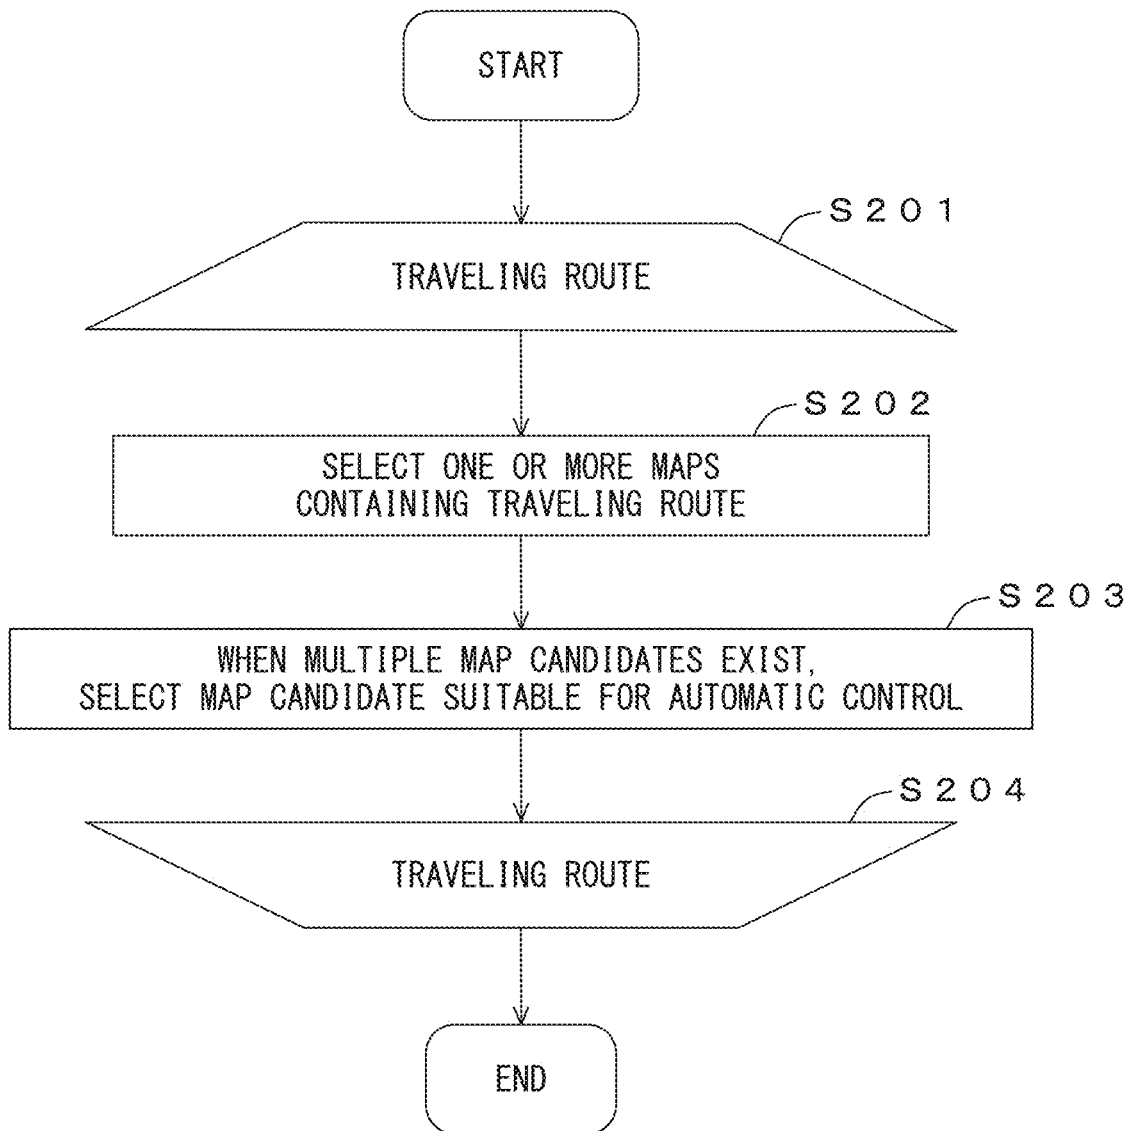 START
S201
TRAVELING ROUTE
S202
SELECT ONE OR MORE MAPS
CONTAINING TRAVELING ROUTE
S203
WHEN MULTIPLE MAP CANDIDATES EXIST,
SELECT MAP CANDIDATE SUITABLE FOR AUTOMATIC CONTROL
S204
TRAVELING ROUTE
END